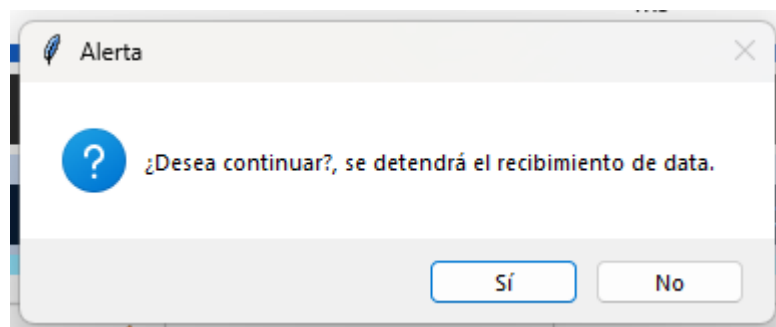 Alerta
¿Desea continuar?, se detendrá el recibimiento de data.
Sí
No